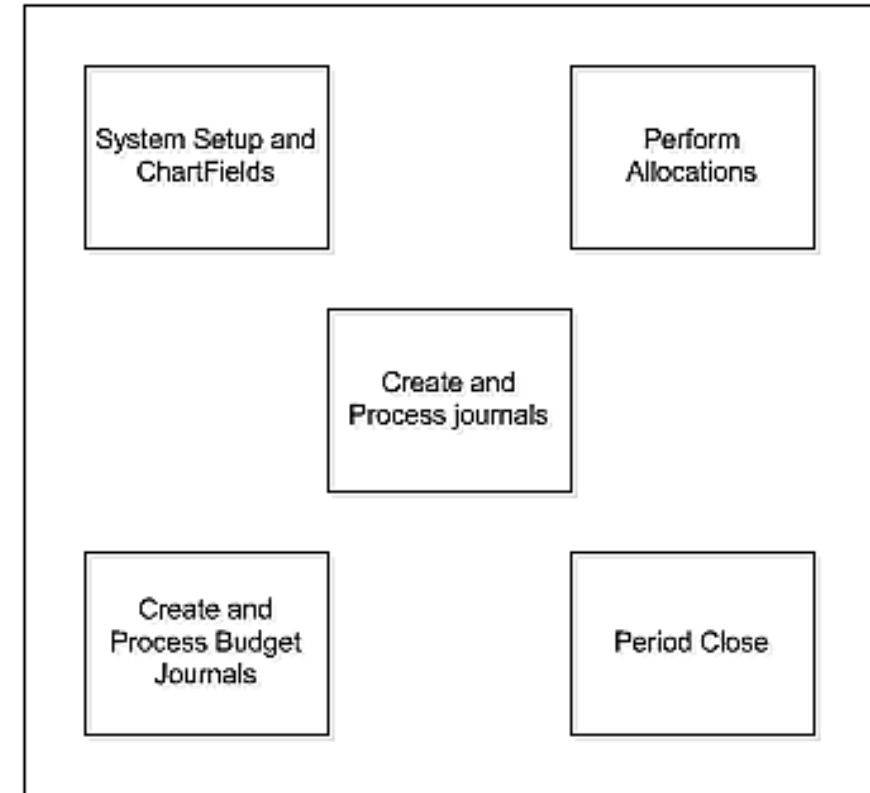 System Setup and
ChartFields
Perform
Allocations
Create and
Process journals
Create and
Process Budget
Journals
Period Close